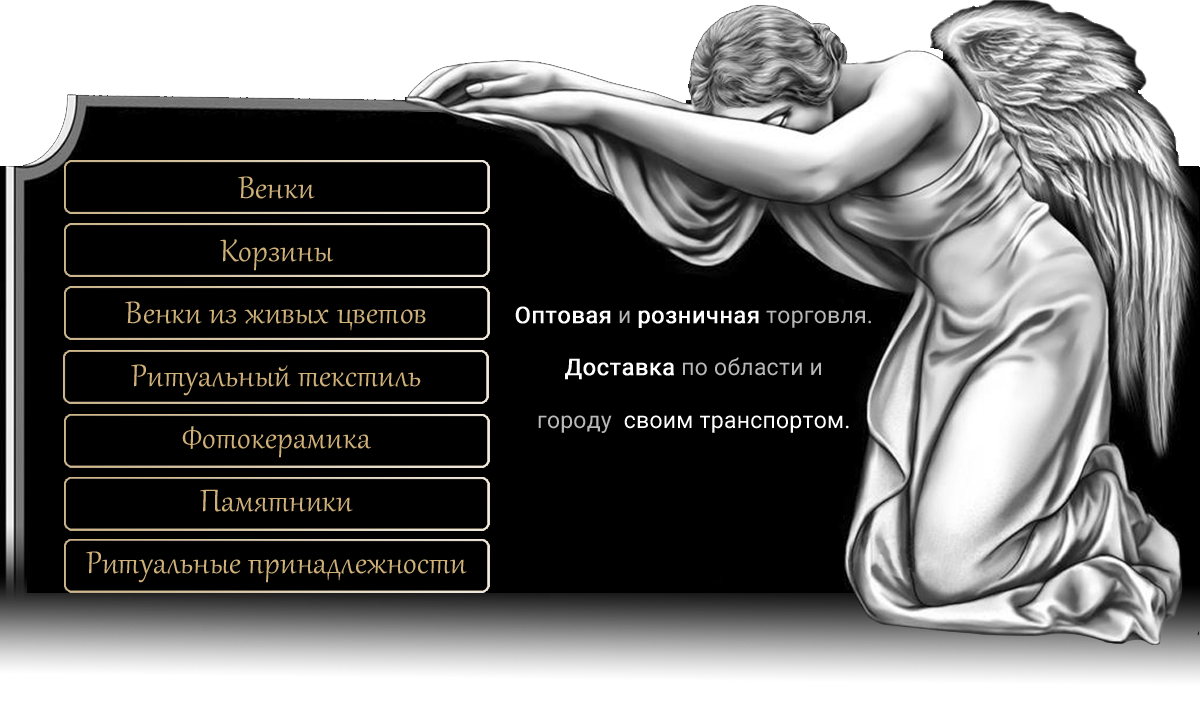 Венки
Корзины
Венки из живых цветов
Ритуальный текстиль
Фотокерамика
Памятники
Ритуальные принадлежности
Оптовая и розничная торговля.
Доставка по области и
городу своим транспортом.